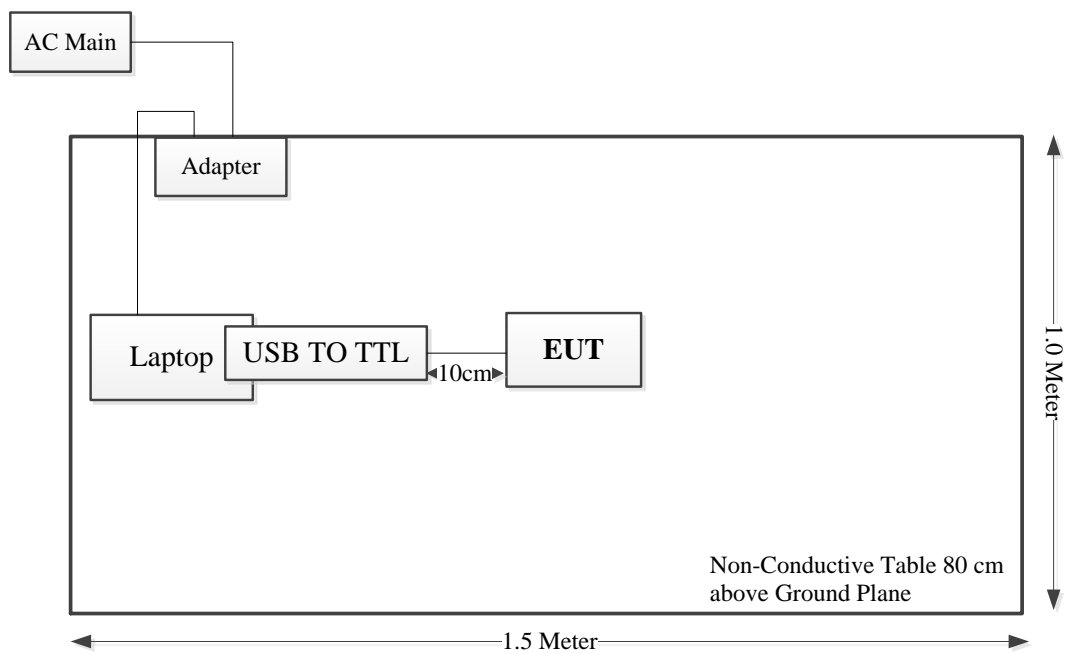 AC Main
Adapter
Laptop
USB TO TTL
EUT
10cm
1.0 Meter
Non-Conductive Table 80 cm
above Ground Plane
1.5 Meter